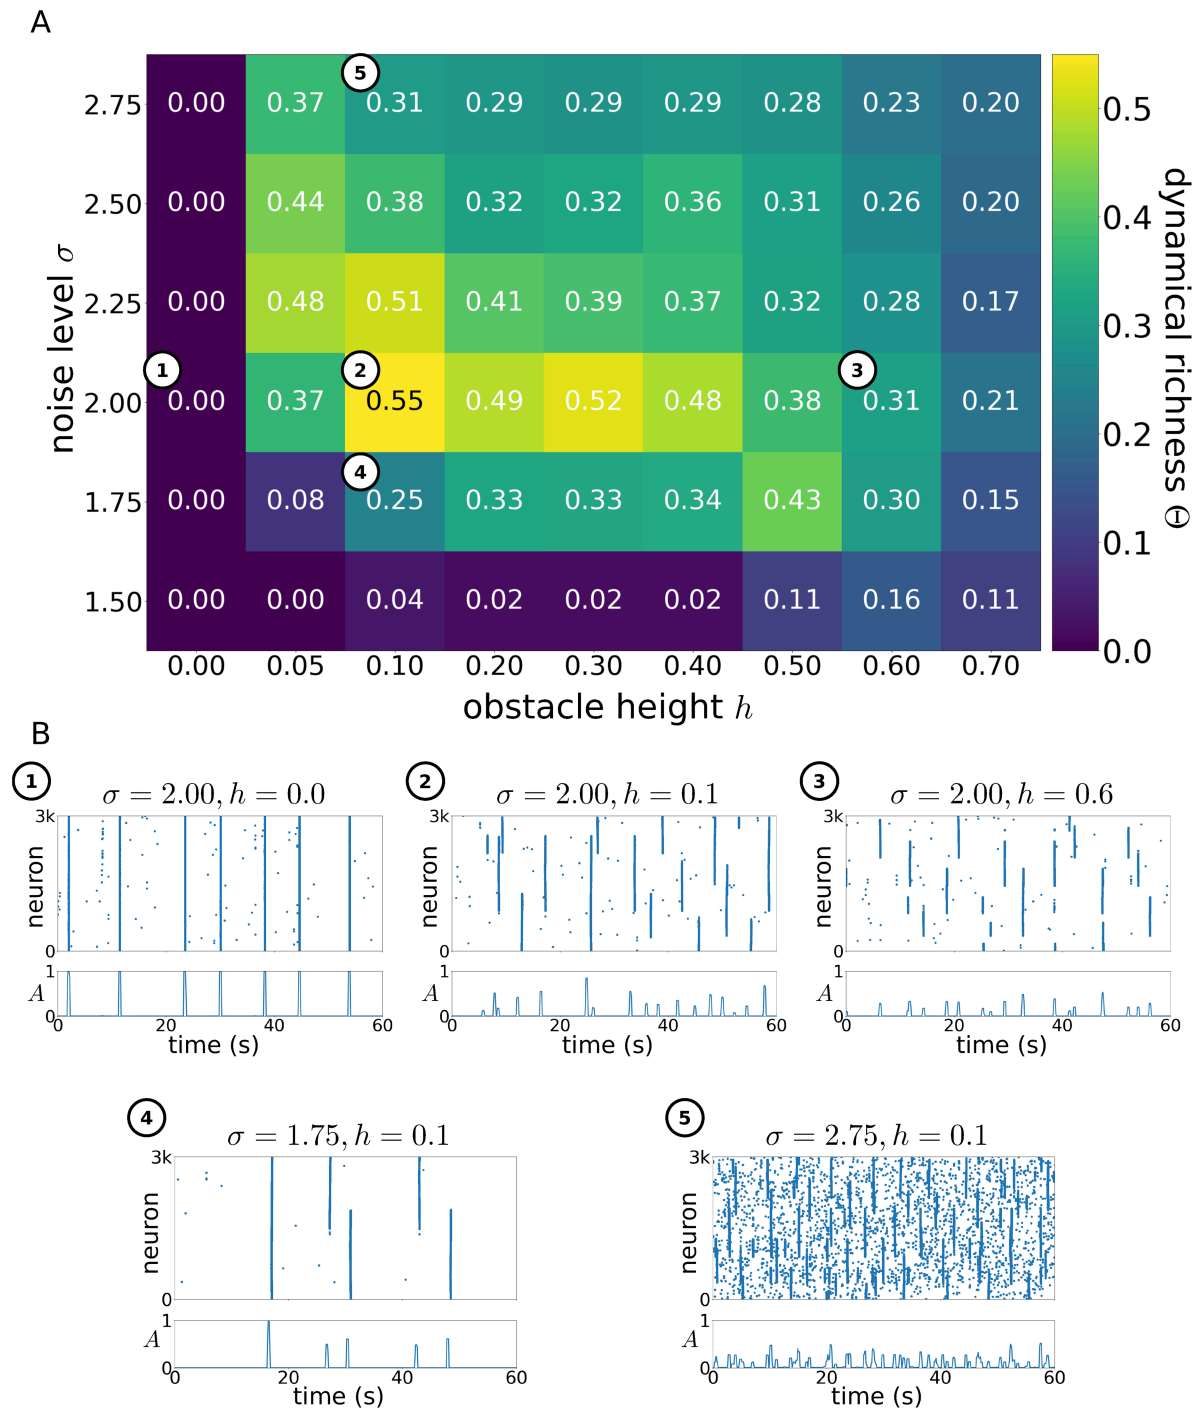 A
noise level σ
2.75 0.00 0.37 0.31 0.29 0.29 0.29 0.28 0.23 0.20
2.50 0.00 0.44 0.38 0.32 0.32 0.36 0.31 0.26 0.20
2.25 0.00 0.48 0.51 0.41 0.39 0.37 0.32 0.28 0.17
2.00 0.00 0.37 0.55 0.49 0.52 0.48 0.38 0.31 0.21
1.75 0.00 0.08 0.25 0.33 0.33 0.34 0.43 0.30 0.15
1.50 0.00 0.00 0.04 0.02 0.02 0.02 0.11 0.16 0.11
5
1
2
3
4
0.00 0.05 0.10 0.20 0.30 0.40 0.50 0.60 0.70
obstacle height h
0.5
0.4
0.3
0.2
0.1
0.0
dynamical richness Θ
B
1
σ = 2.00, h = 0.0
3k
neuron
0
1
A
0
0 20 40 60
time (s)
2
σ = 2.00, h = 0.1
3k
neuron
0
1
A
0
0 20 40 60
time (s)
3
σ = 2.00, h = 0.6
3k
neuron
0
1
A
0
0 20 40 60
time (s)
4
σ = 1.75, h = 0.1
3k
neuron
0
1
A
0
0 20 40 60
time (s)
5
σ = 2.75, h = 0.1
3k
neuron
0
1
A
0
0 20 40 60
time (s)